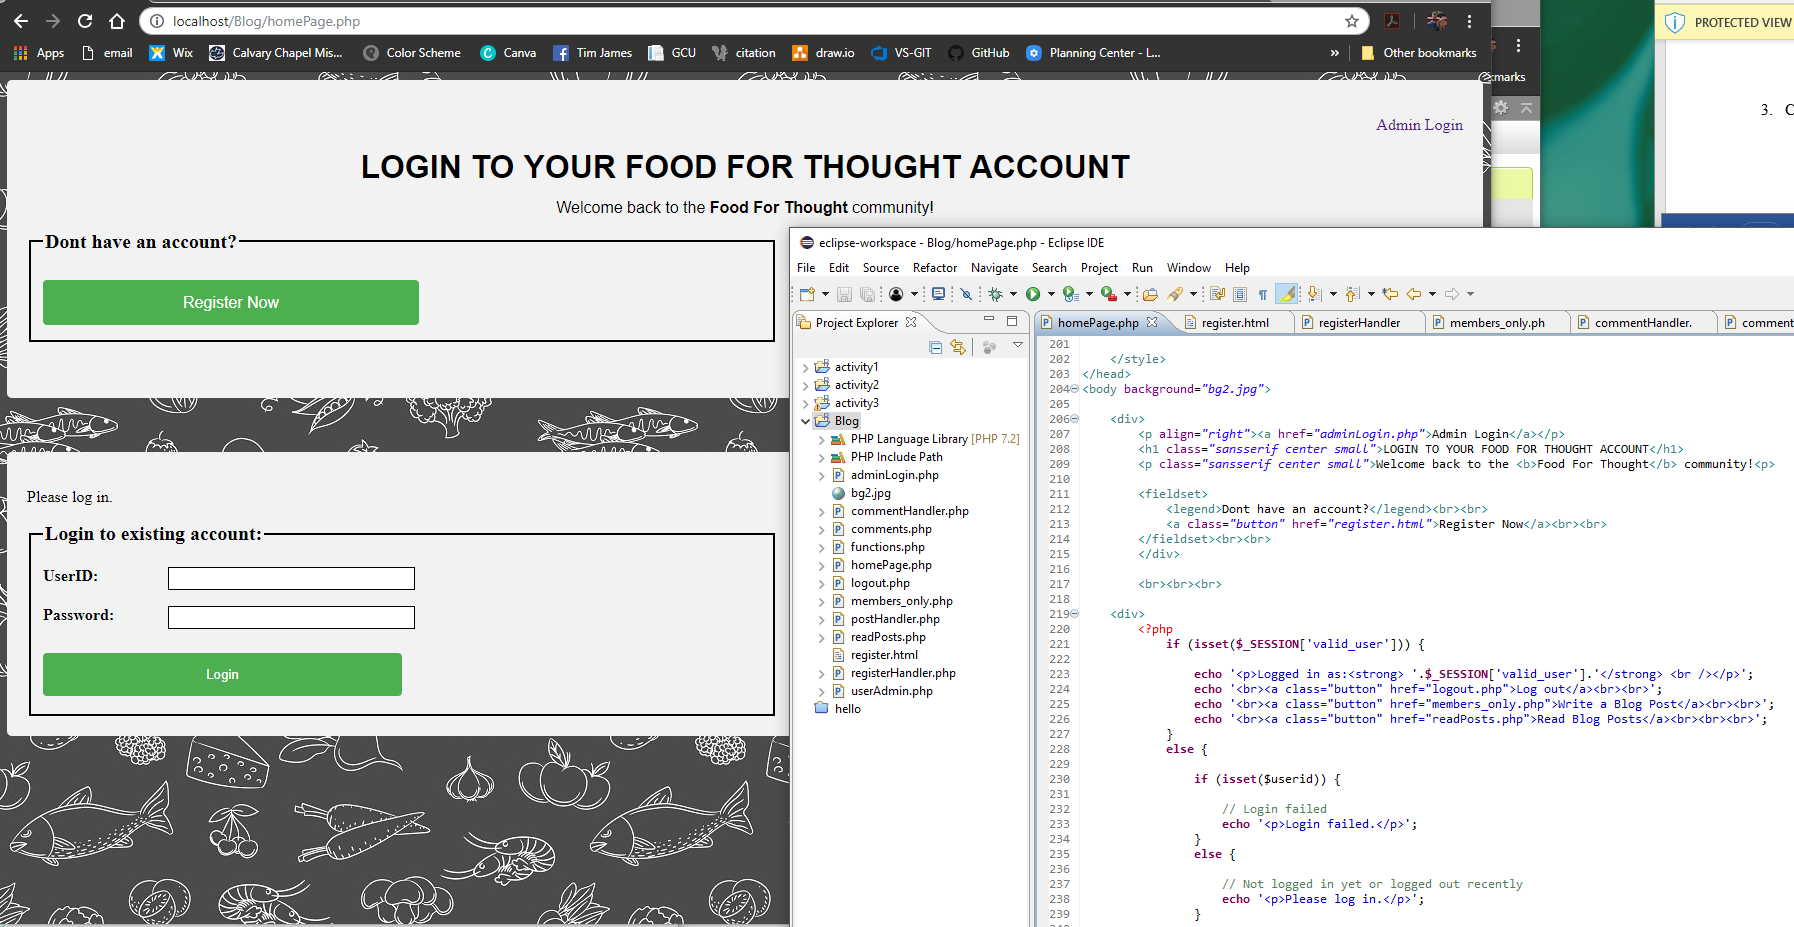 localhost/Blog/homePage.php
Apps email Wix Calvary Chapel Mis... Color Scheme Canva Tim James GCU citation draw.io VS-GIT GitHub Planning Center - L... » Other bookmarks
Admin Login
LOGIN TO YOUR FOOD FOR THOUGHT ACCOUNT
Welcome back to the Food For Thought community!
Dont have an account?
Register Now
Please log in.
Login to existing account:
UserID:
Password:
Login
PROTECTED VIEW
kmarks
3.
eclipse-workspace - Blog/homePage.php - Eclipse IDE
File Edit Source Refactor Navigate Search Project Run Window Help
Project Explorer
activity1
activity2
activity3
Blog
PHP Language Library [PHP 7.2]
PHP Include Path
adminLogin.php
bg2.jpg
commentHandler.php
comments.php
functions.php
homePage.php
logout.php
members_only.php
postHandler.php
readPosts.php
register.html
registerHandler.php
userAdmin.php
hello
homePage.php register.html registerHandler members_only.ph commentHandler. comment
201
202 </style>
203 </head>
204 <body background="bg2.jpg">
205
206 <div>
207 <p align="right"><a href="adminLogin.php">Admin Login</a></p>
208 <h1 class="sansserif center small">LOGIN TO YOUR FOOD FOR THOUGHT ACCOUNT</h1>
209 <p class="sansserif center small">Welcome back to the <b>Food For Thought</b> community!<p>
210
211 <fieldset>
212 <legend>Dont have an account?</legend><br><br>
213 <a class="button" href="register.html">Register Now</a><br><br>
214 </fieldset><br><br>
215 </div>
216
217 <br><br><br>
218
219 <div>
220 <?php
221 if (isset($_SESSION['valid_user'])) {
222
223 echo '<p>Logged in as:<strong> '.$_SESSION['valid_user'].'</strong> <br /></p>';
224 echo '<br><a class="button" href="logout.php">Log out</a><br><br>';
225 echo '<br><a class="button" href="members_only.php">Write a Blog Post</a><br><br>';
226 echo '<br><a class="button" href="readPosts.php">Read Blog Posts</a><br><br><br>';
227 }
228 else {
229
230 if (isset($userid)) {
231
232 // Login failed
233 echo '<p>Login failed.</p>';
234 }
235 else {
236
237 // Not logged in yet or logged out recently
238 echo '<p>Please log in.</p>';
239 }